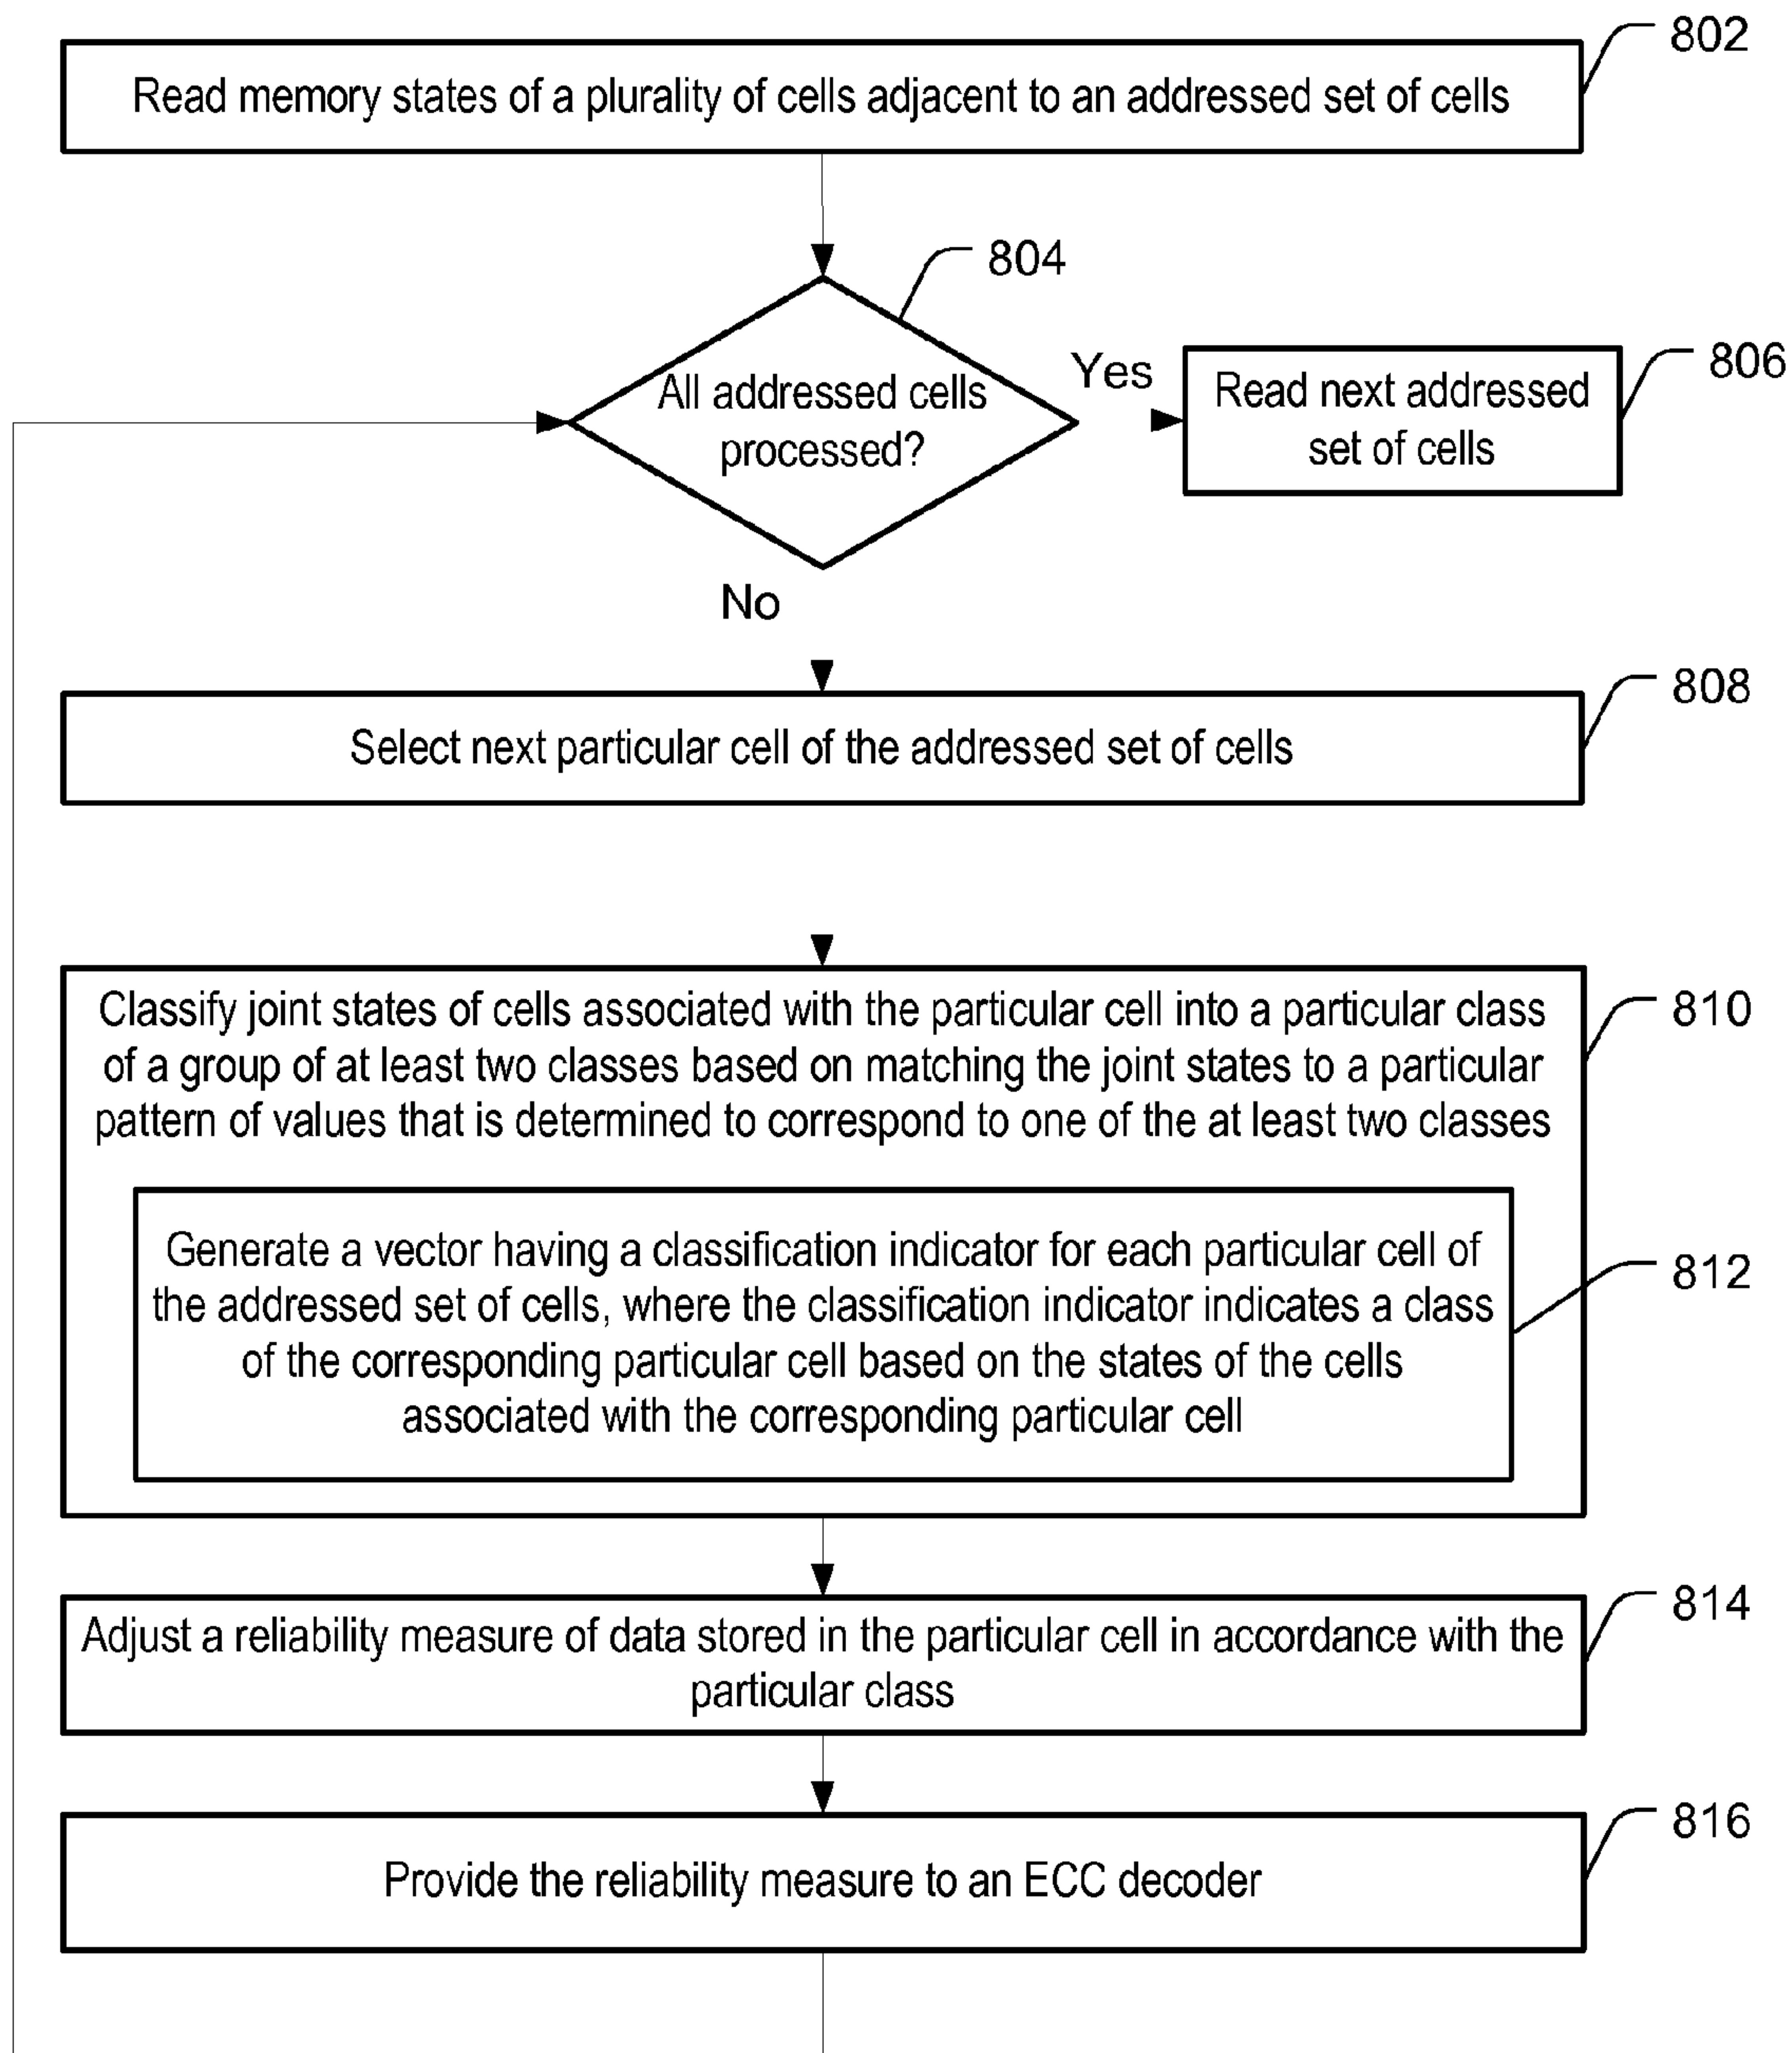 802
Read memory states of a plurality of cells adjacent to an addressed set of cells
804
All addressed cells
processed?
Yes
806
Read next addressed
set of cells
No
808
Select next particular cell of the addressed set of cells
810
Classify joint states of cells associated with the particular cell into a particular class
of a group of at least two classes based on matching the joint states to a particular
pattern of values that is determined to correspond to one of the at least two classes
812
Generate a vector having a classification indicator for each particular cell of
the addressed set of cells, where the classification indicator indicates a class
of the corresponding particular cell based on the states of the cells
associated with the corresponding particular cell
814
Adjust a reliability measure of data stored in the particular cell in accordance with the
particular class
816
Provide the reliability measure to an ECC decoder